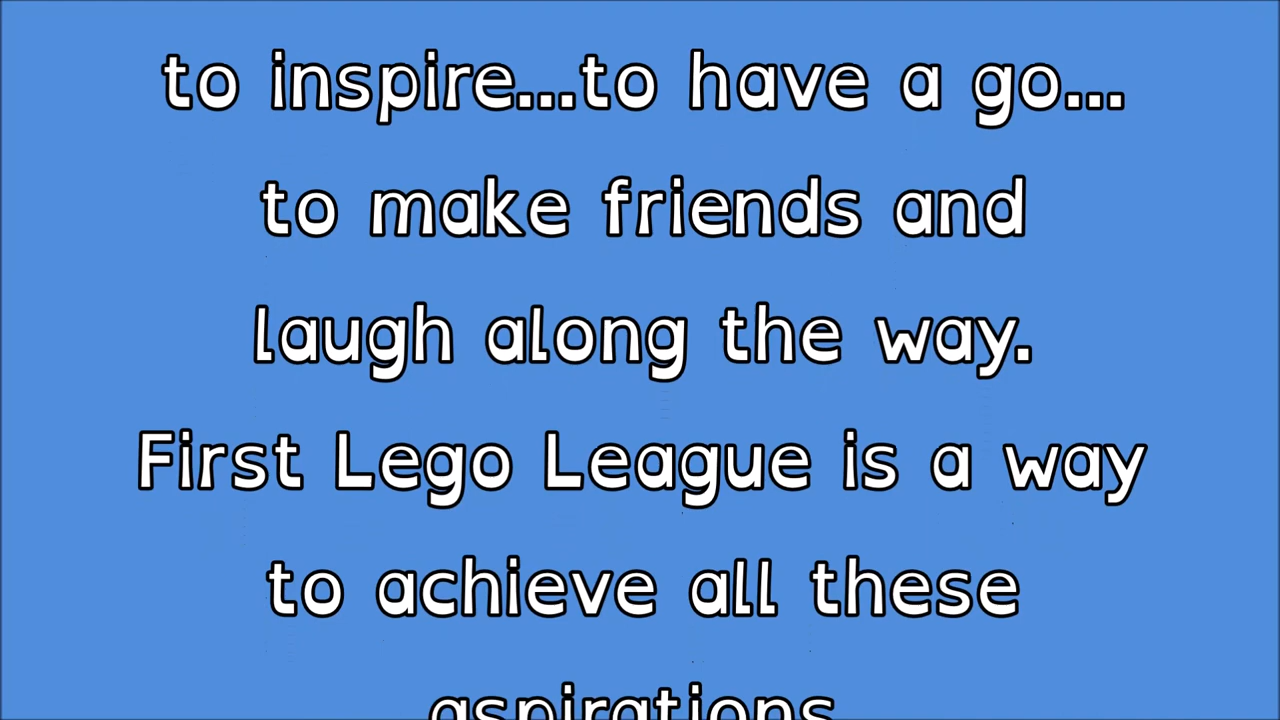 to inspire...to have a go...
to make friends and
laugh along the way.
First Lego League is a way
to achieve all these
aspirations